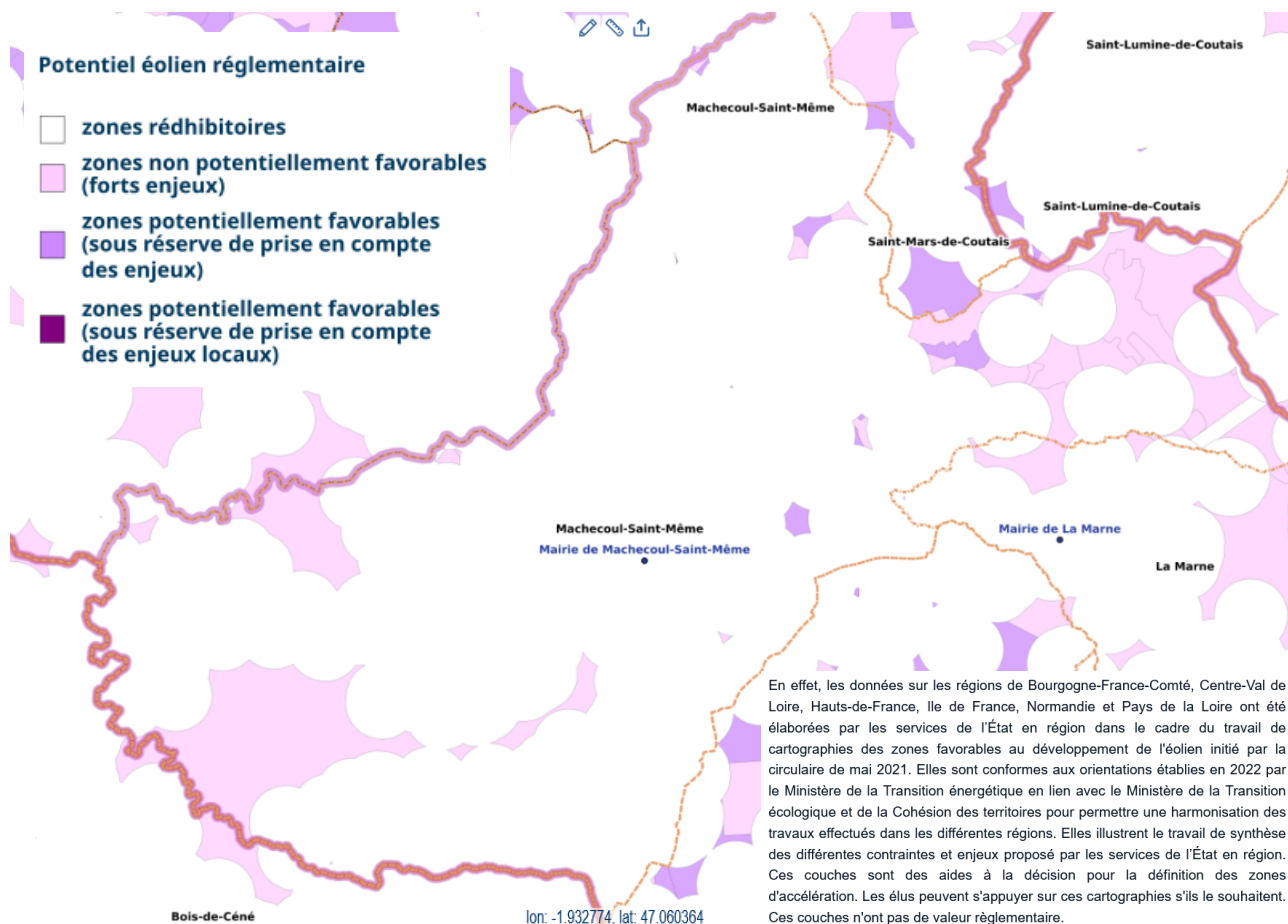 Potentiel éolien réglementaire
zones rédhibitoires
zones non potentiellement favorables
(forts enjeux)
zones potentiellement favorables
(sous réserve de prise en compte
des enjeux)
zones potentiellement favorables
(sous réserve de prise en compte
des enjeux locaux)
Saint-Lumine-de-Coutais
Machecoul-Saint-Même
Saint-Lumine-de-Coutais
Saint-Mars-de-Coutais
Machecoul-Saint-Même
Mairie de Machecoul-Saint-Même
Mairie de La Marne
La Marne
En effet, les données sur les régions de Bourgogne-France-Comté, Centre-Val de
Loire, Hauts-de-France, Ile de France, Normandie et Pays de la Loire ont été
élaborées par les services de l'État en région dans le cadre du travail de
cartographies des zones favorables au développement de l'éolien initié par la
circulaire de mai 2021. Elles sont conformes aux orientations établies en 2022 par
le Ministère de la Transition énergétique en lien avec le Ministère de la Transition
écologique et de la Cohésion des territoires pour permettre une harmonisation des
travaux effectués dans les différentes régions. Elles illustrent le travail de synthèse
des différentes contraintes et enjeux proposé par les services de l'État en région.
Ces couches sont des aides à la décision pour la définition des zones
d'accélération. Les élus peuvent s'appuyer sur ces cartographies s'ils le souhaitent.
Ces couches n'ont pas de valeur règlementaire.
Bois-de-Céné
lon: -1.932774, lat: 47.060364